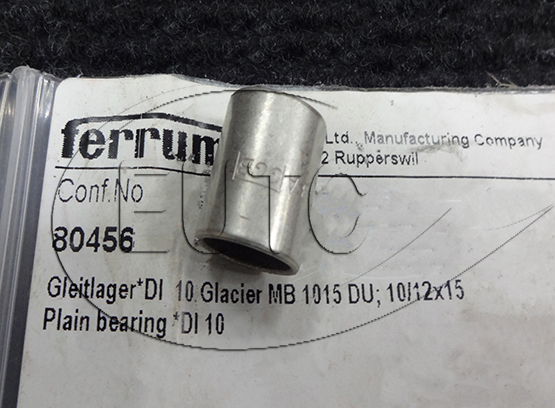 ferrum Ltd., Manufacturing Company
2 Rupperswil
Conf.No
80456
Gleitlager*DI 10 Glacier MB 1015 DU; 10/12x15
Plain bearing *DI 10